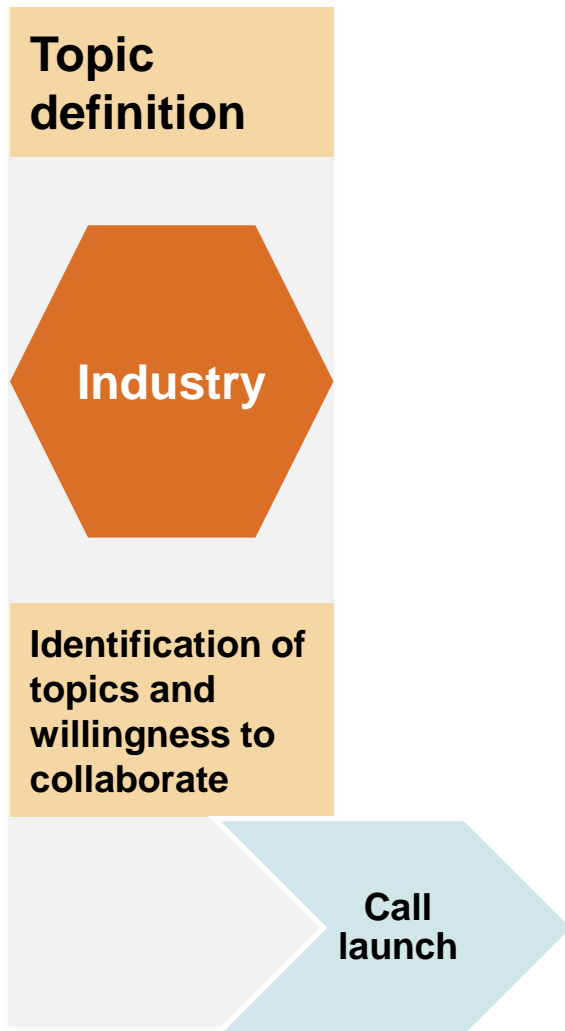 Topic
definition
Industry
Identification of
topics and
willingness to
collaborate
Call
launch